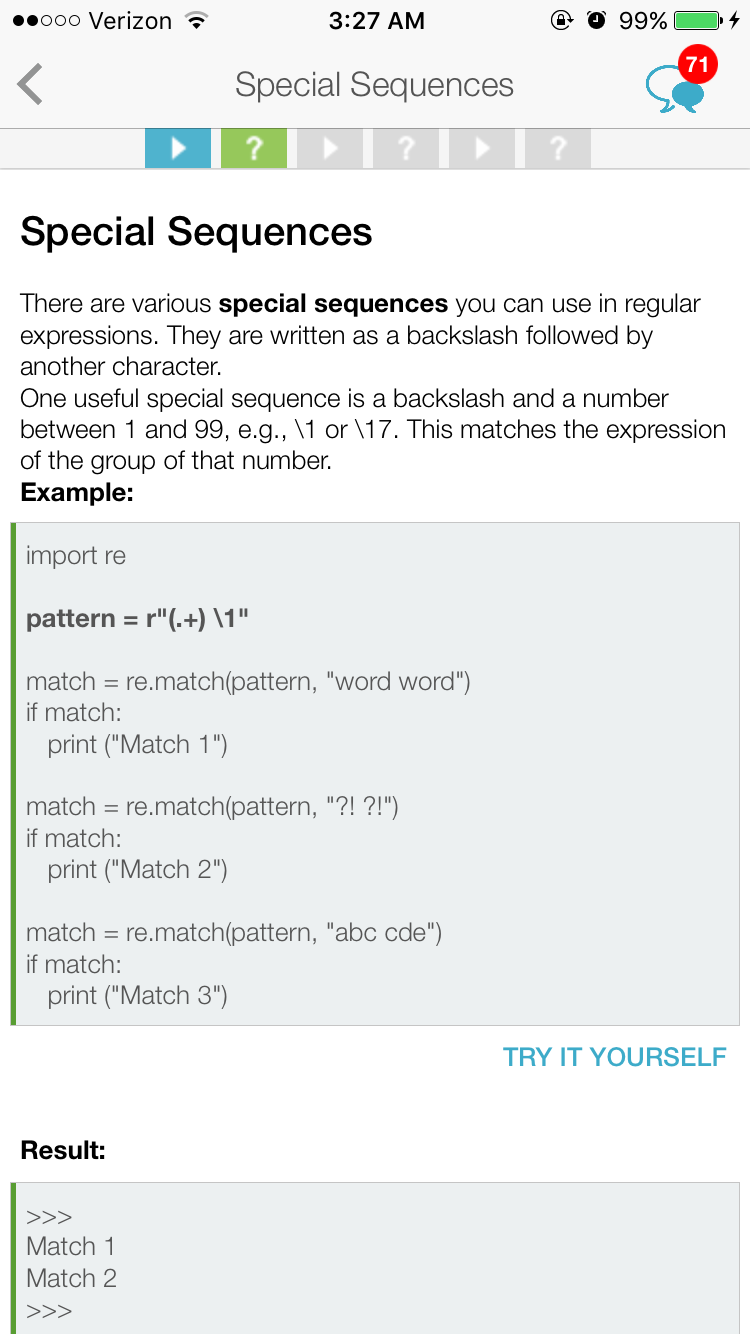 Verizon 3:27 AM 99%
Special Sequences 71
? ? ?
Special Sequences
There are various special sequences you can use in regular
expressions. They are written as a backslash followed by
another character.
One useful special sequence is a backslash and a number
between 1 and 99, e.g., \1 or \17. This matches the expression
of the group of that number.
Example:
import re
pattern = r"(.+) \1"
match = re.match(pattern, "word word")
if match:
   print ("Match 1")
match = re.match(pattern, "?! ?!")
if match:
   print ("Match 2")
match = re.match(pattern, "abc cde")
if match:
   print ("Match 3")
TRY IT YOURSELF
Result:
>>>
Match 1
Match 2
>>>